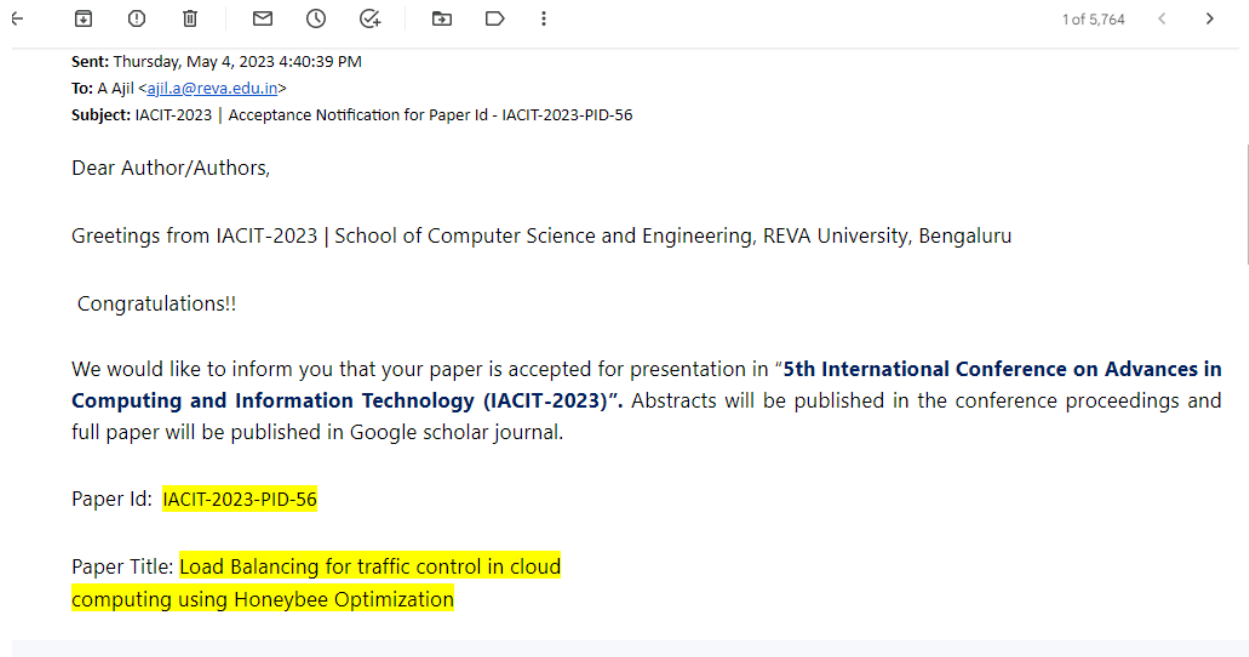 1 of 5,764
Sent: Thursday, May 4, 2023 4:40:39 PM
To: A Ajil <ajil.a@reva.edu.in>
Subject: IACIT-2023 | Acceptance Notification for Paper Id - IACIT-2023-PID-56
Dear Author/Authors,
Greetings from IACIT-2023 | School of Computer Science and Engineering, REVA University, Bengaluru
Congratulations!!
We would like to inform you that your paper is accepted for presentation in “5th International Conference on Advances in
Computing and Information Technology (IACIT-2023)”. Abstracts will be published in the conference proceedings and
full paper will be published in Google scholar journal.
Paper Id: IACIT-2023-PID-56
Paper Title: Load Balancing for traffic control in cloud
computing using Honeybee Optimization